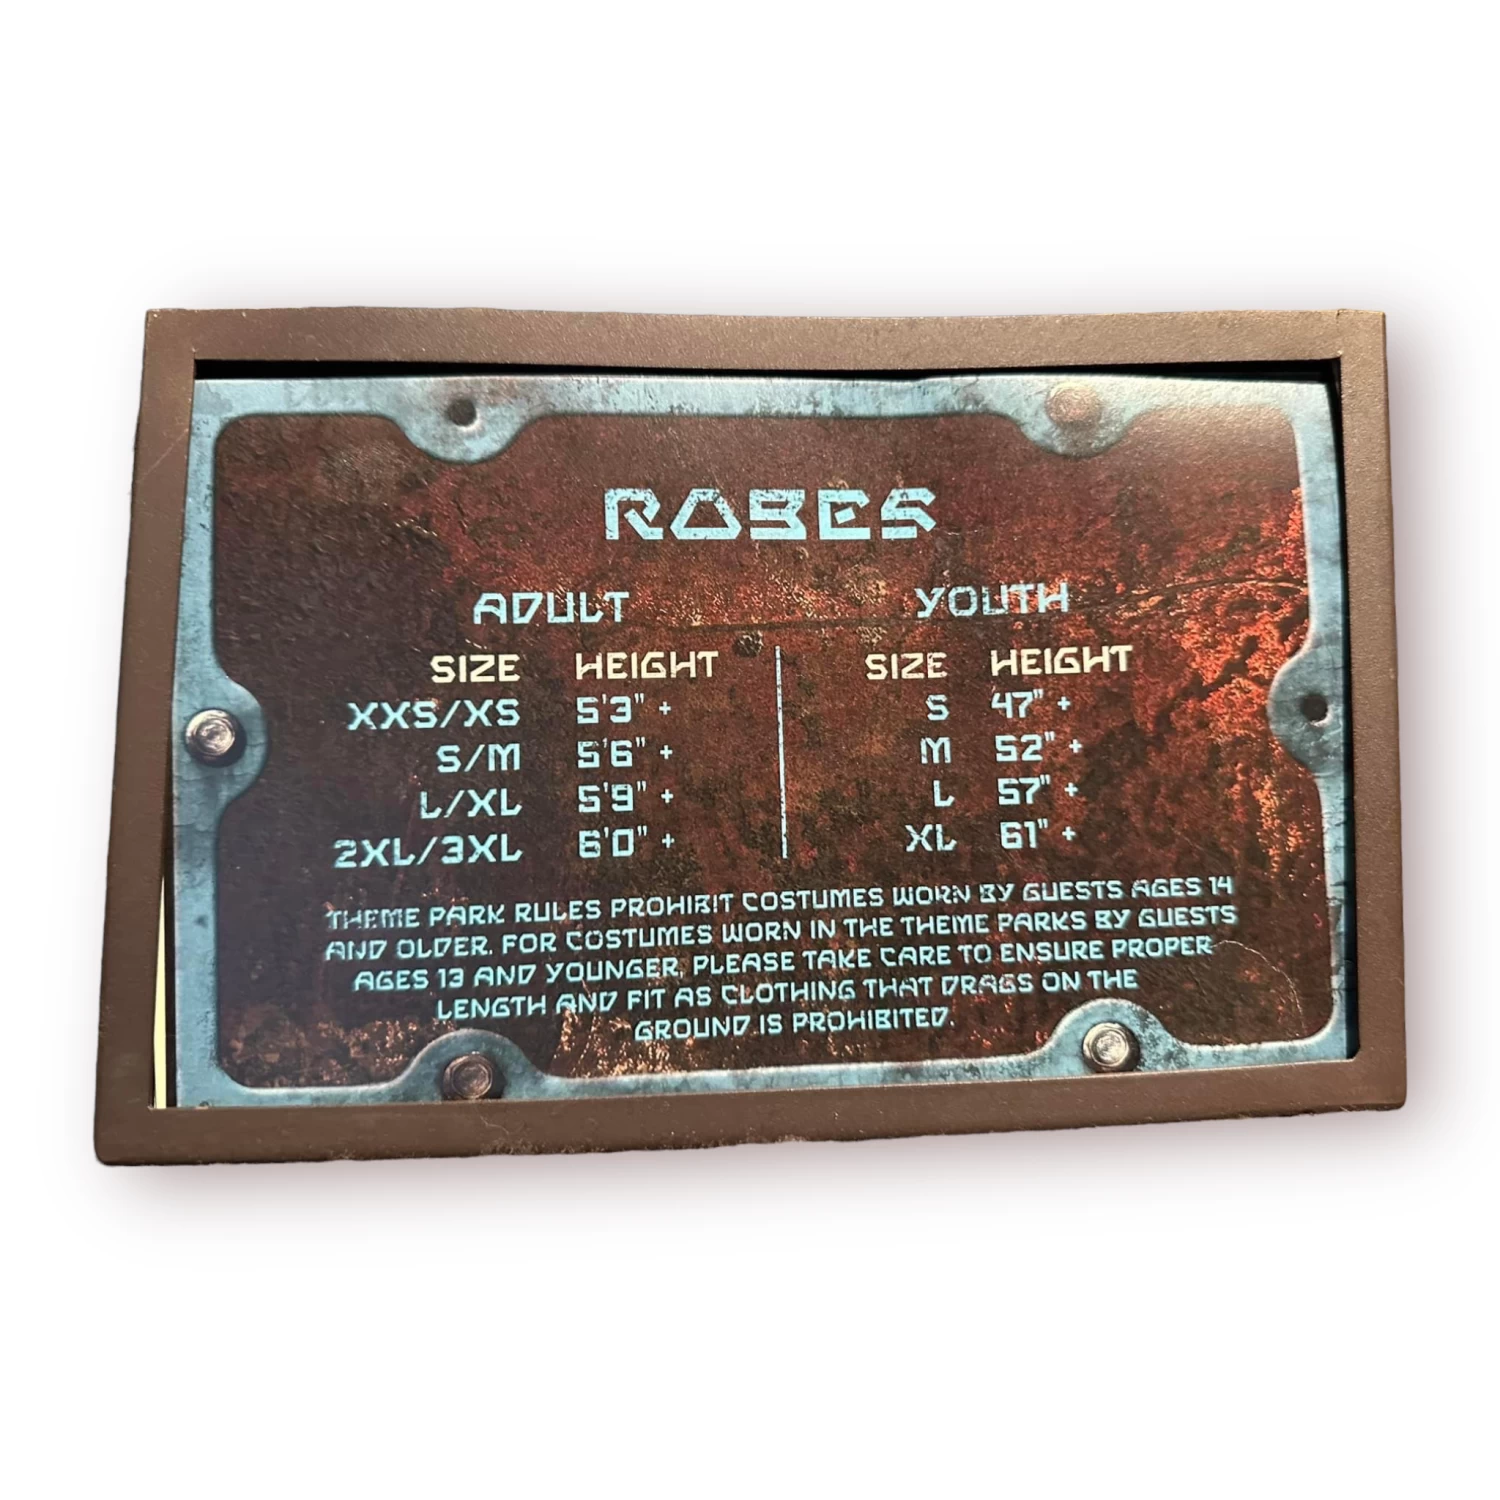 ROBES
ADULT YOUTH
SIZE HEIGHT SIZE HEIGHT
XXS/XS 5'3" + S 47" +
S/M 5'6" + M 52" +
L/XL 5'9" + L 57" +
2XL/3XL 6'0" + XL 61" +
THEME PARK RULES PROHIBIT COSTUMES WORN BY GUESTS AGES 14
AND OLDER. FOR COSTUMES WORN IN THE THEME PARKS BY GUESTS
AGES 13 AND YOUNGER, PLEASE TAKE CARE TO ENSURE PROPER
LENGTH AND FIT AS CLOTHING THAT DRAGS ON THE
GROUND IS PROHIBITED.